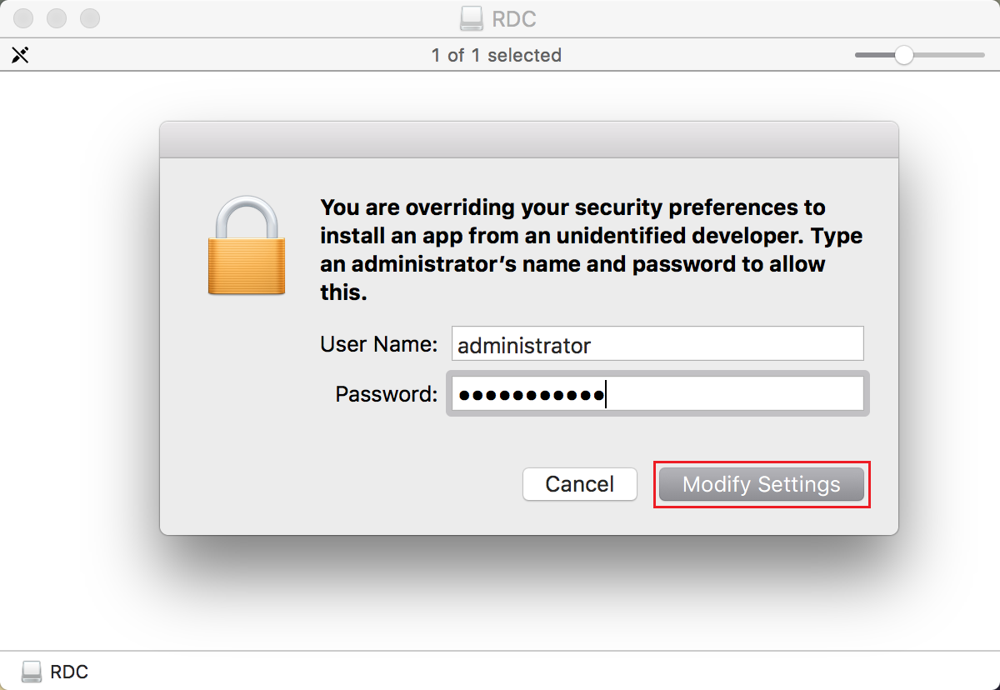 RDC
1 of 1 selected
You are overriding your security preferences to
install an app from an unidentified developer. Type
an administrator’s name and password to allow
this.
User Name: administrator
Password: ●●●●●●●●●●●
Cancel Modify Settings
RDC